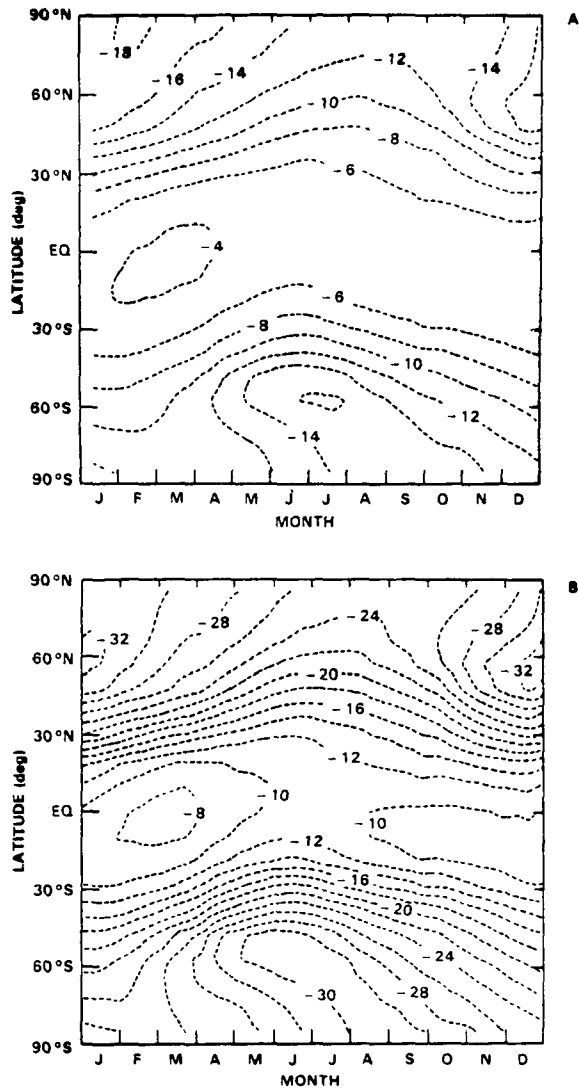 A
90°N
60°N
30°N
EQ
30°S
60°S
90°S
LATITUDE (deg)
-18
-16
-14
-12
-14
-10
-8
-6
-4
-6
-8
-10
-12
-14
J F M A M J J A S O N D
MONTH
B
90°N
60°N
30°N
EQ
30°S
60°S
90°S
LATITUDE (deg)
-32
-28
-24
-28
-20
-32
-16
-12
-10
-8
-10
-12
-16
-20
-24
-30
-28
J F M A M J J A S O N D
MONTH